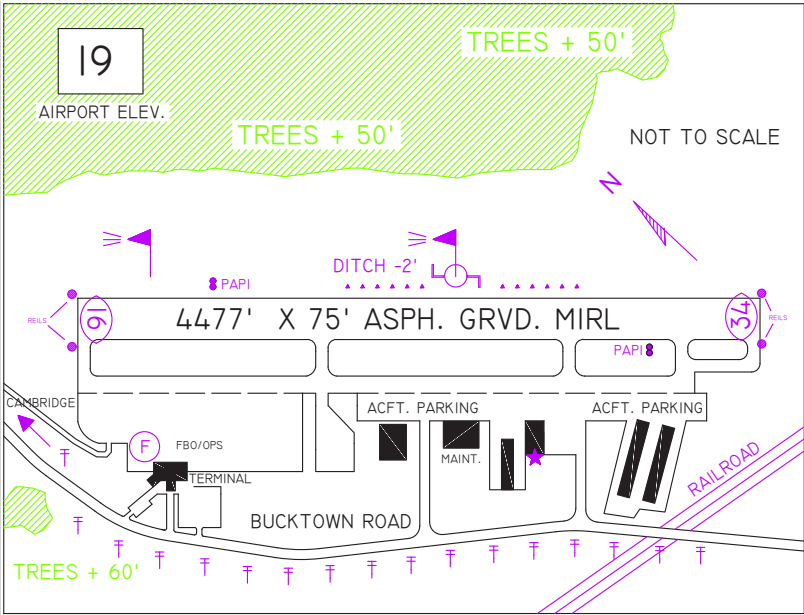 19
AIRPORT ELEV.
TREES + 50'
TREES + 50'
NOT TO SCALE
N
PAPI
DITCH -2'
REILS
16
4477' X 75' ASPH. GRVD. MIRL
34
REILS
PAPI
CAMBRIDGE
ACFT. PARKING
ACFT. PARKING
F
FBO/OPS
MAINT.
TERMINAL
RAILROAD
BUCKTOWN ROAD
TREES + 60'